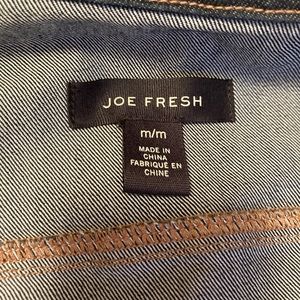 JOE FRESH
m/m
MADE IN
CHINA
FABRIQUÉ EN
CHINE